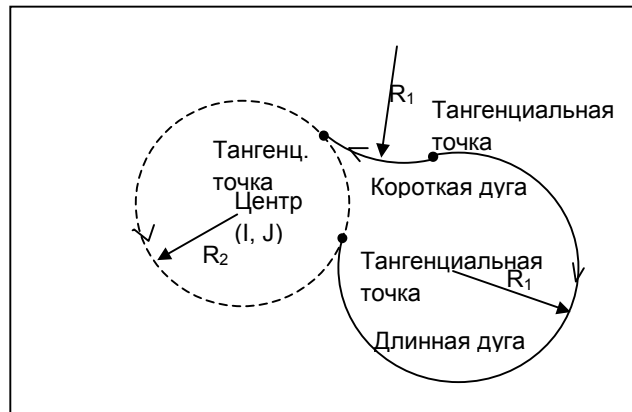 R₁
Тангенциальная
точка
Тангенц.
точка
Короткая дуга
Центр
(I, J)
R₂
Тангенциальная
точка
R₁
Длинная дуга